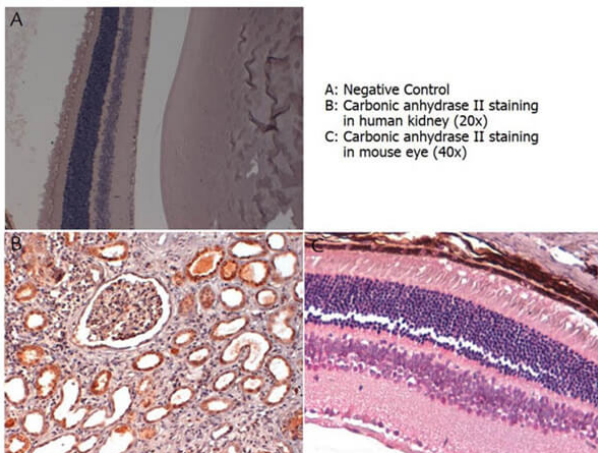 A
A: Negative Control
B: Carbonic anhydrase II staining
in human kidney (20x)
C: Carbonic anhydrase II staining
in mouse eye (40x)
B
C